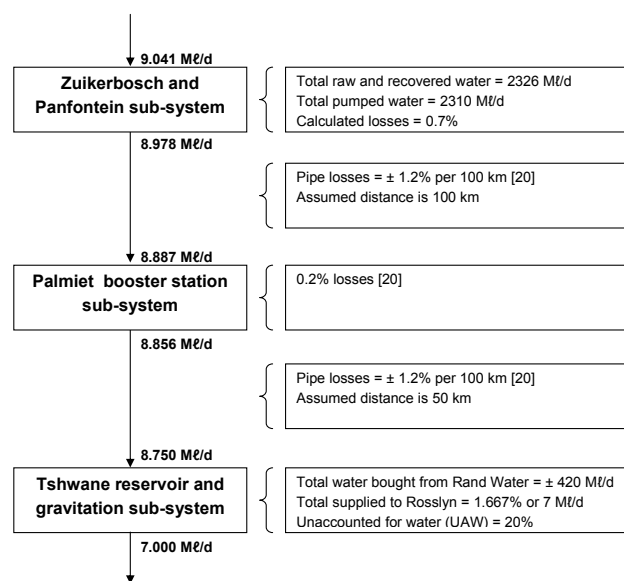 9.041 Mℓ/d
Zuikerbosch and
Panfontein sub-system
Total raw and recovered water = 2326 Mℓ/d
Total pumped water = 2310 Mℓ/d
Calculated losses = 0.7%
8.978 Mℓ/d
Pipe losses = ± 1.2% per 100 km [20]
Assumed distance is 100 km
8.887 Mℓ/d
Palmiet booster station
sub-system
0.2% losses [20]
8.856 Mℓ/d
Pipe losses = ± 1.2% per 100 km [20]
Assumed distance is 50 km
8.750 Mℓ/d
Tshwane reservoir and
gravitation sub-system
Total water bought from Rand Water = ± 420 Mℓ/d
Total supplied to Rosslyn = 1.667% or 7 Mℓ/d
Unaccounted for water (UAW) = 20%
7.000 Mℓ/d